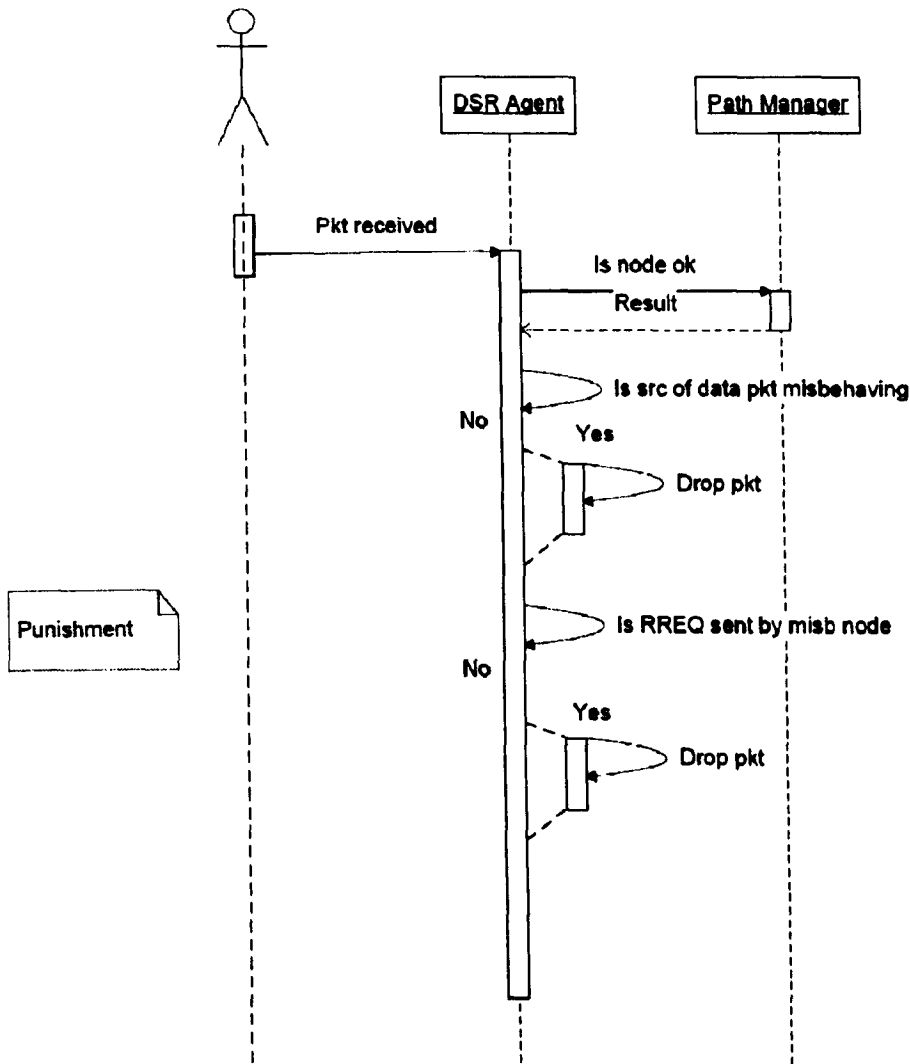 DSR Agent
Path Manager
Pkt received
Is node ok
Result
Is src of data pkt misbehaving
No
Yes
Drop pkt
Punishment
Is RREQ sent by misb node
No
Yes
Drop pkt